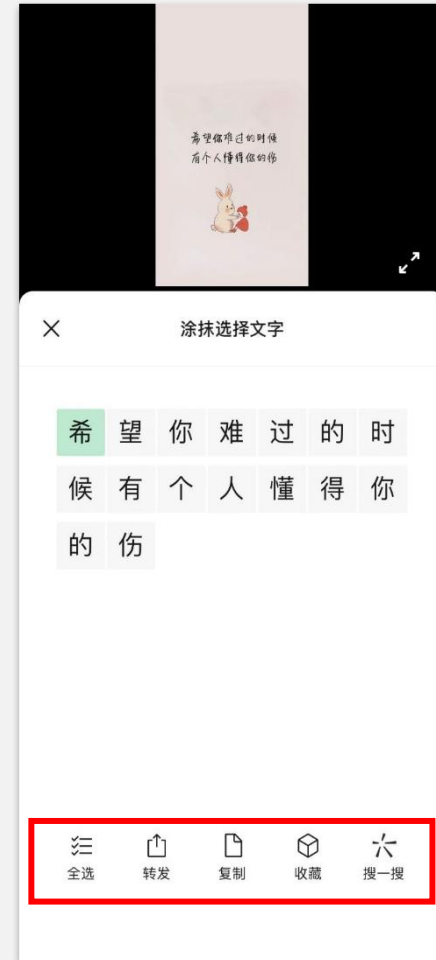 希望你难过的时候
有个人懂得你的伤
涂抹选择文字
希望你难过的时
候有个人懂得你
的伤
全选 转发 复制 收藏 搜一搜